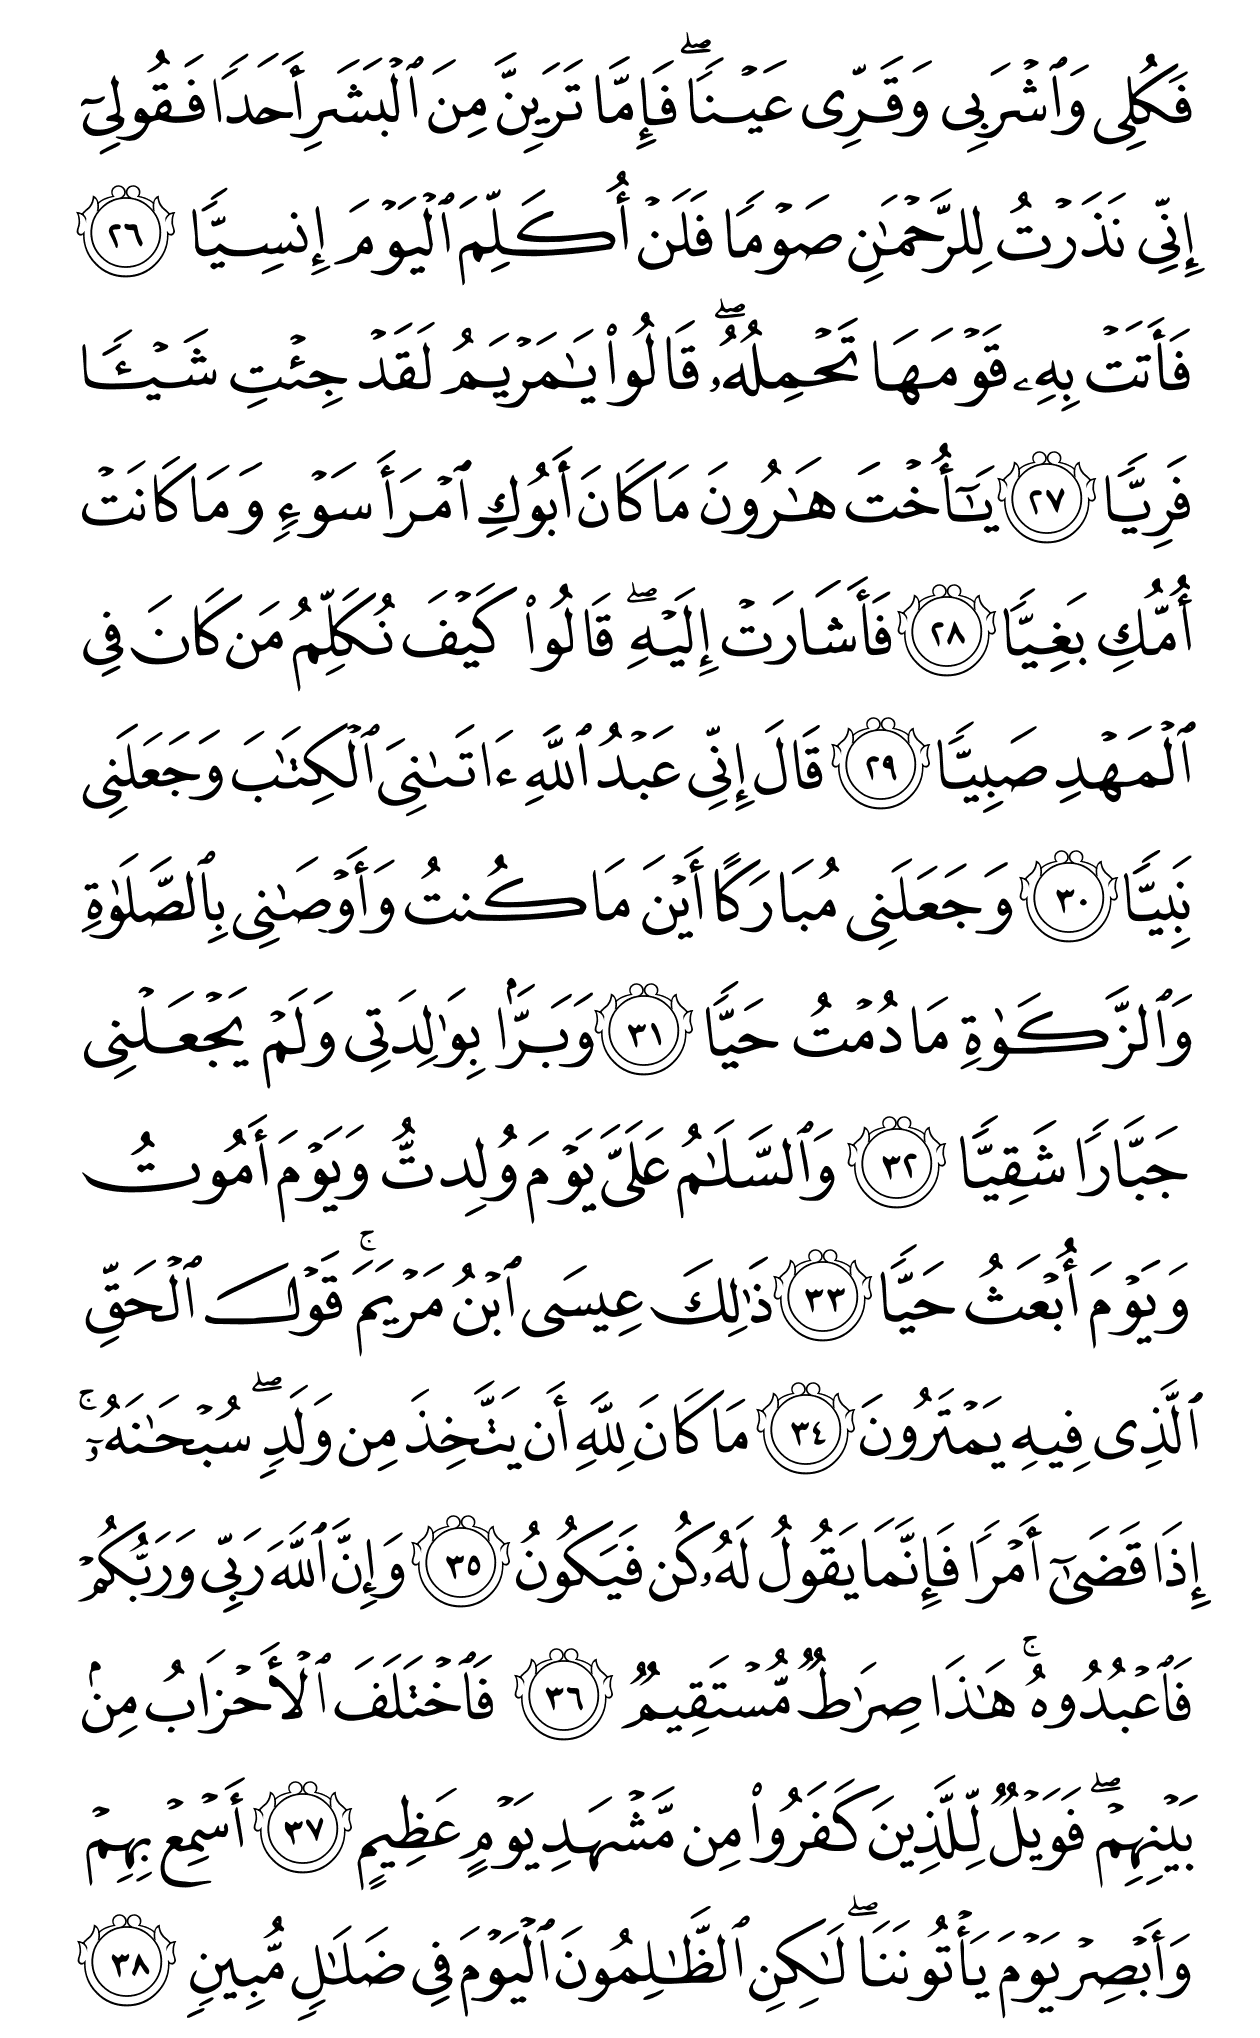 فَكُلِى وَٱشْرَبِى وَقَرِّى عَيْنًا ۖ فَإِمَّا تَرَيِنَّ مِنَ ٱلْبَشَرِ أَحَدًا فَقُولِىٓ
إِنِّى نَذَرْتُ لِلرَّحْمَـٰنِ صَوْمًا فَلَنْ أُكَلِّمَ ٱلْيَوْمَ إِنسِيًّا ٢٦
فَأَتَتْ بِهِۦ قَوْمَهَا تَحْمِلُهُۥ ۖ قَالُوا۟ يَـٰمَرْيَمُ لَقَدْ جِئْتِ شَيْـًٔا
فَرِيًّا ٢٧ يَـٰٓأُخْتَ هَـٰرُونَ مَا كَانَ أَبُوكِ ٱمْرَأَ سَوْءٍ وَمَا كَانَتْ
أُمُّكِ بَغِيًّا ٢٨ فَأَشَارَتْ إِلَيْهِ ۖ قَالُوا۟ كَيْفَ نُكَلِّمُ مَن كَانَ فِى
ٱلْمَهْدِ صَبِيًّا ٢٩ قَالَ إِنِّى عَبْدُ ٱللَّهِ ءَاتَىٰنِىَ ٱلْكِتَـٰبَ وَجَعَلَنِى
نَبِيًّا ٣٠ وَجَعَلَنِى مُبَارَكًا أَيْنَ مَا كُنتُ وَأَوْصَـٰنِى بِٱلصَّلَوٰةِ
وَٱلزَّكَوٰةِ مَا دُمْتُ حَيًّا ٣١ وَبَرًّۢا بِوَٰلِدَتِى وَلَمْ يَجْعَلْنِى
جَبَّارًا شَقِيًّا ٣٢ وَٱلسَّلَـٰمُ عَلَىَّ يَوْمَ وُلِدتُّ وَيَوْمَ أَمُوتُ
وَيَوْمَ أُبْعَثُ حَيًّا ٣٣ ذَٰلِكَ عِيسَى ٱبْنُ مَرْيَمَ ۚ قَوْلَ ٱلْحَقِّ
ٱلَّذِى فِيهِ يَمْتَرُونَ ٣٤ مَا كَانَ لِلَّهِ أَن يَتَّخِذَ مِن وَلَدٍ ۖ سُبْحَـٰنَهُۥٓ ۚ
إِذَا قَضَىٰٓ أَمْرًا فَإِنَّمَا يَقُولُ لَهُۥ كُن فَيَكُونُ ٣٥ وَإِنَّ ٱللَّهَ رَبِّى وَرَبُّكُمْ
فَٱعْبُدُوهُ ۚ هَـٰذَا صِرَٰطٌ مُّسْتَقِيمٌ ٣٦ فَٱخْتَلَفَ ٱلْأَحْزَابُ مِنۢ
بَيْنِهِمْ ۖ فَوَيْلٌ لِّلَّذِينَ كَفَرُوا۟ مِن مَّشْهَدِ يَوْمٍ عَظِيمٍ ٣٧ أَسْمِعْ بِهِمْ
وَأَبْصِرْ يَوْمَ يَأْتُونَنَا ۖ لَـٰكِنِ ٱلظَّـٰلِمُونَ ٱلْيَوْمَ فِى ضَلَـٰلٍ مُّبِينٍ ٣٨